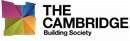 THE
CAMBRIDGE
Building Society